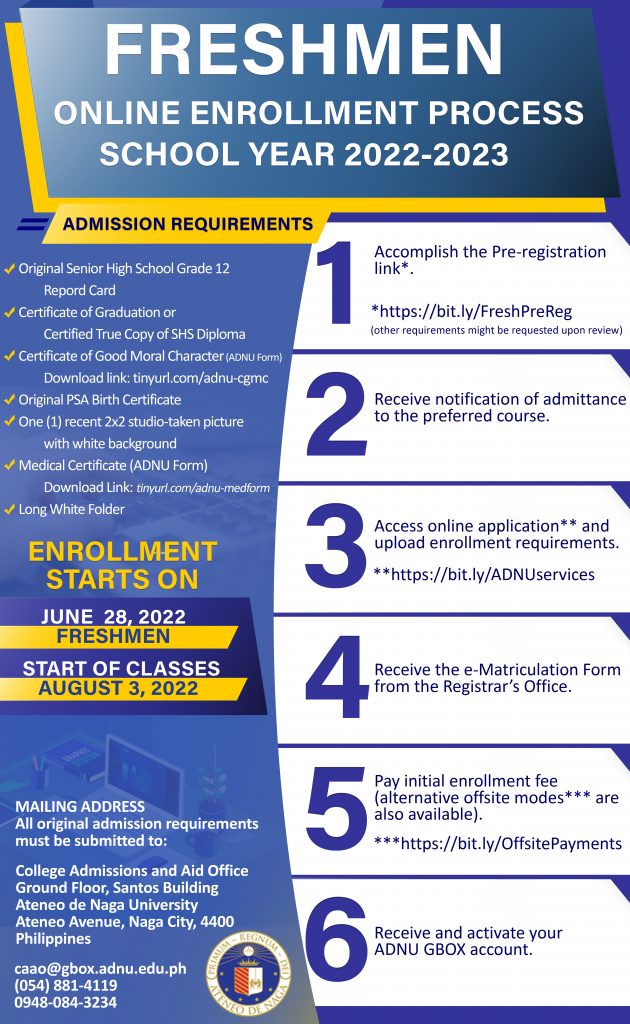 FRESHMEN
ONLINE ENROLLMENT PROCESS
SCHOOL YEAR 2022-2023
ADMISSION REQUIREMENTS
Original Senior High School Grade 12
Repord Card
Certificate of Graduation or
Certified True Copy of SHS Diploma
Certificate of Good Moral Character (ADNU Form)
Download link: tinyurl.com/adnu-cgmc
Original PSA Birth Certificate
One (1) recent 2x2 studio-taken picture
with white background
Medical Certificate (ADNU Form)
Download Link: tinyurl.com/adnu-medform
Long White Folder
ENROLLMENT
STARTS ON
JUNE 28, 2022
FRESHMEN
START OF CLASSES
AUGUST 3, 2022
MAILING ADDRESS
All original admission requirements
must be submitted to:
College Admissions and Aid Office
Ground Floor, Santos Building
Ateneo de Naga University
Ateneo Avenue, Naga City, 4400
Philippines
caao@gbox.adnu.edu.ph
(054) 881-4119
0948-084-3234
PRIMUM REGNUM DEI
ATENEO DE NAGA
1
Accomplish the Pre-registration
link*.
*https://bit.ly/FreshPreReg
(other requirements might be requested upon review)
2
Receive notification of admittance
to the preferred course.
3
Access online application** and
upload enrollment requirements.
**https://bit.ly/ADNUservices
4
Receive the e-Matriculation Form
from the Registrar's Office.
5
Pay initial enrollment fee
(alternative offsite modes*** are
also available).
***https://bit.ly/OffsitePayments
6
Receive and activate your
ADNU GBOX account.